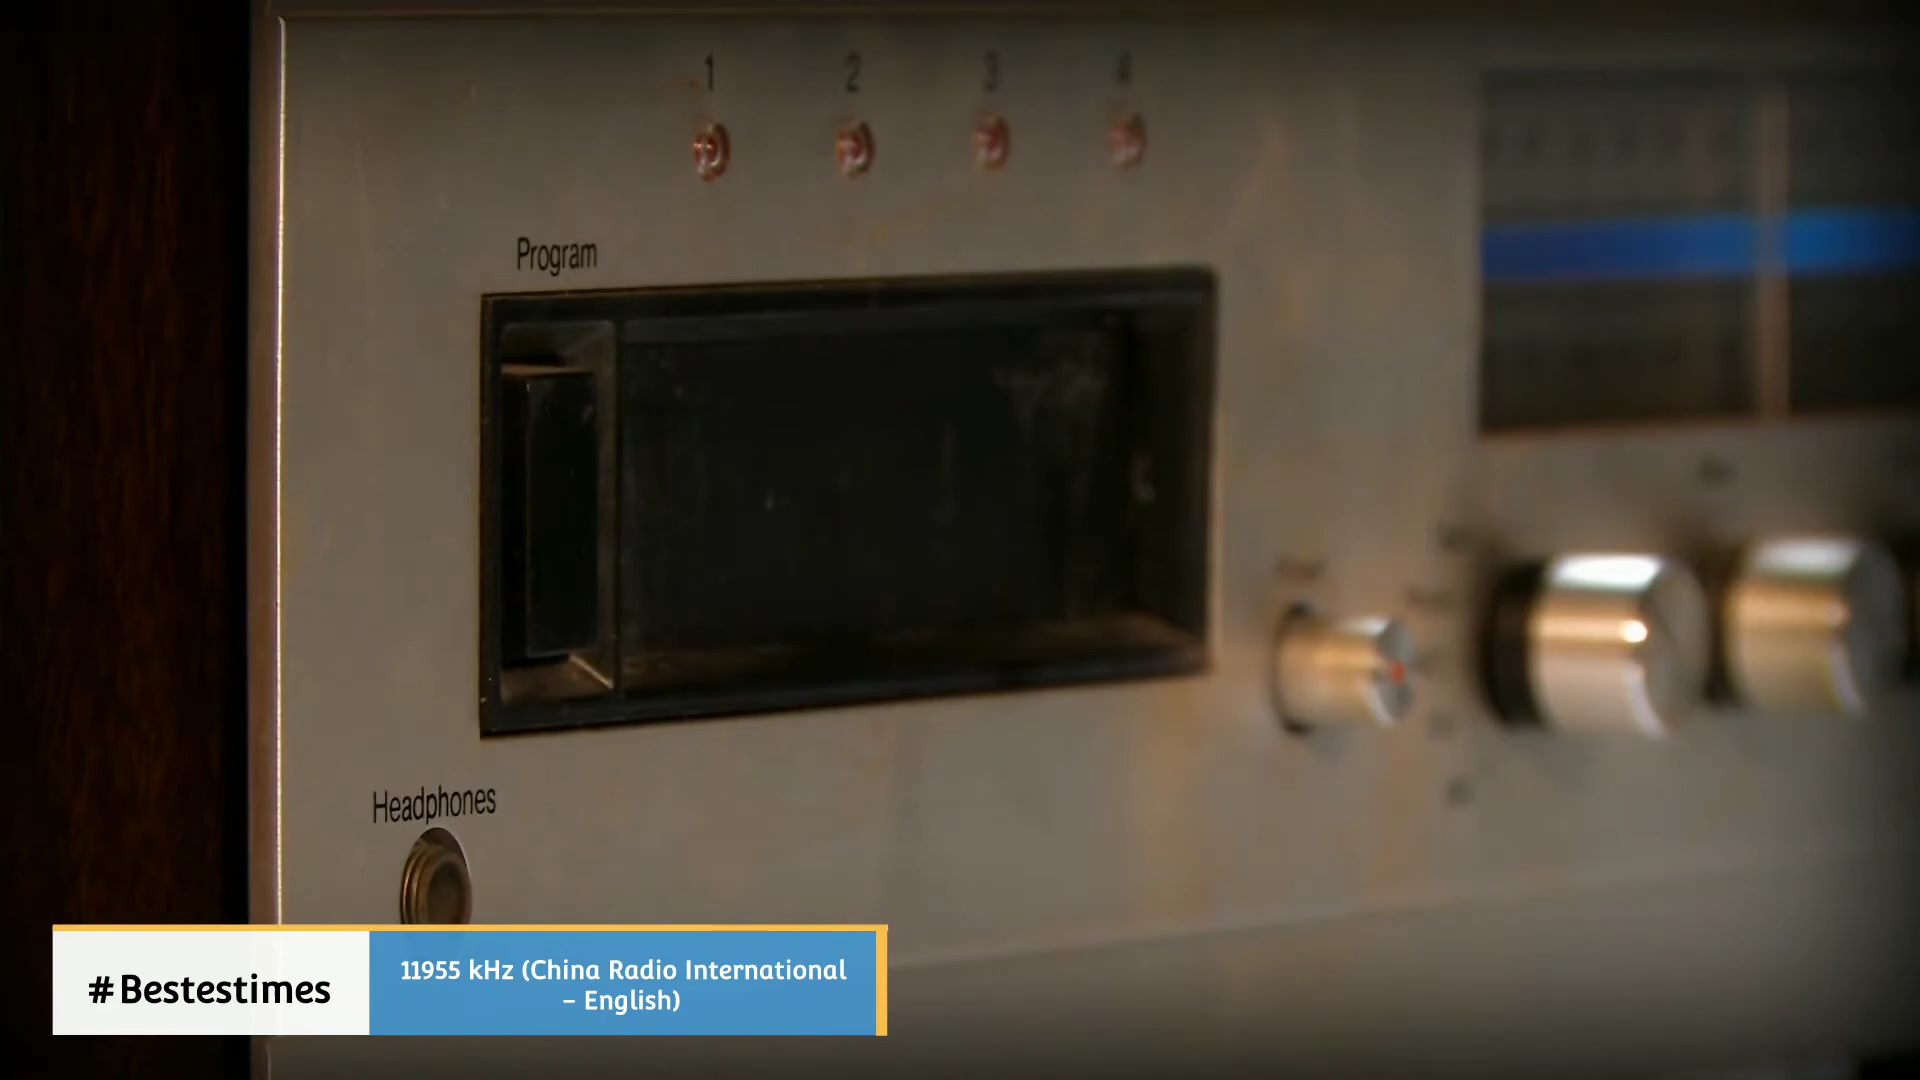 1 2 3 4
Program
Headphones
#Bestestimes
11955 kHz (China Radio International
– English)